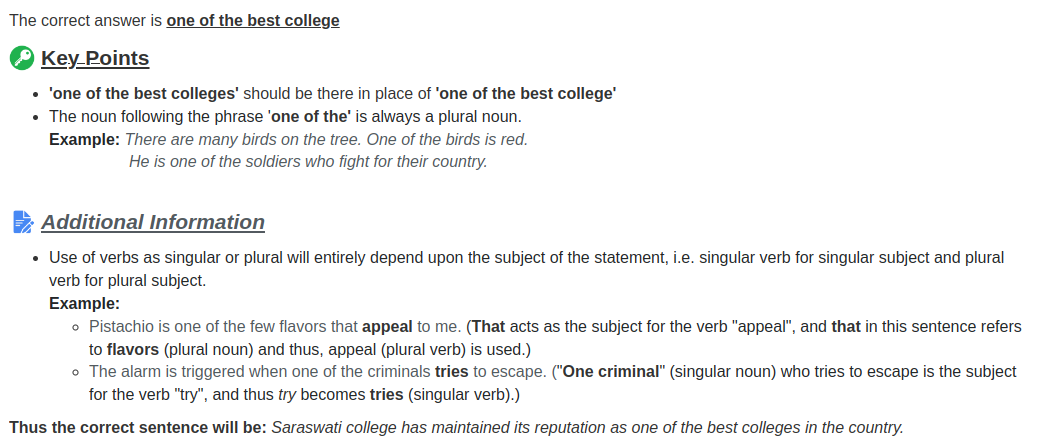 The correct answer is one of the best college
Key Points
• 'one of the best colleges' should be there in place of 'one of the best college'
• The noun following the phrase 'one of the' is always a plural noun.
Example: There are many birds on the tree. One of the birds is red.
He is one of the soldiers who fight for their country.
Additional Information
• Use of verbs as singular or plural will entirely depend upon the subject of the statement, i.e. singular verb for singular subject and plural
verb for plural subject.
Example:
◦ Pistachio is one of the few flavors that appeal to me. (That acts as the subject for the verb "appeal", and that in this sentence refers
to flavors (plural noun) and thus, appeal (plural verb) is used.)
◦ The alarm is triggered when one of the criminals tries to escape. ("One criminal" (singular noun) who tries to escape is the subject
for the verb "try", and thus try becomes tries (singular verb).)
Thus the correct sentence will be: Saraswati college has maintained its reputation as one of the best colleges in the country.